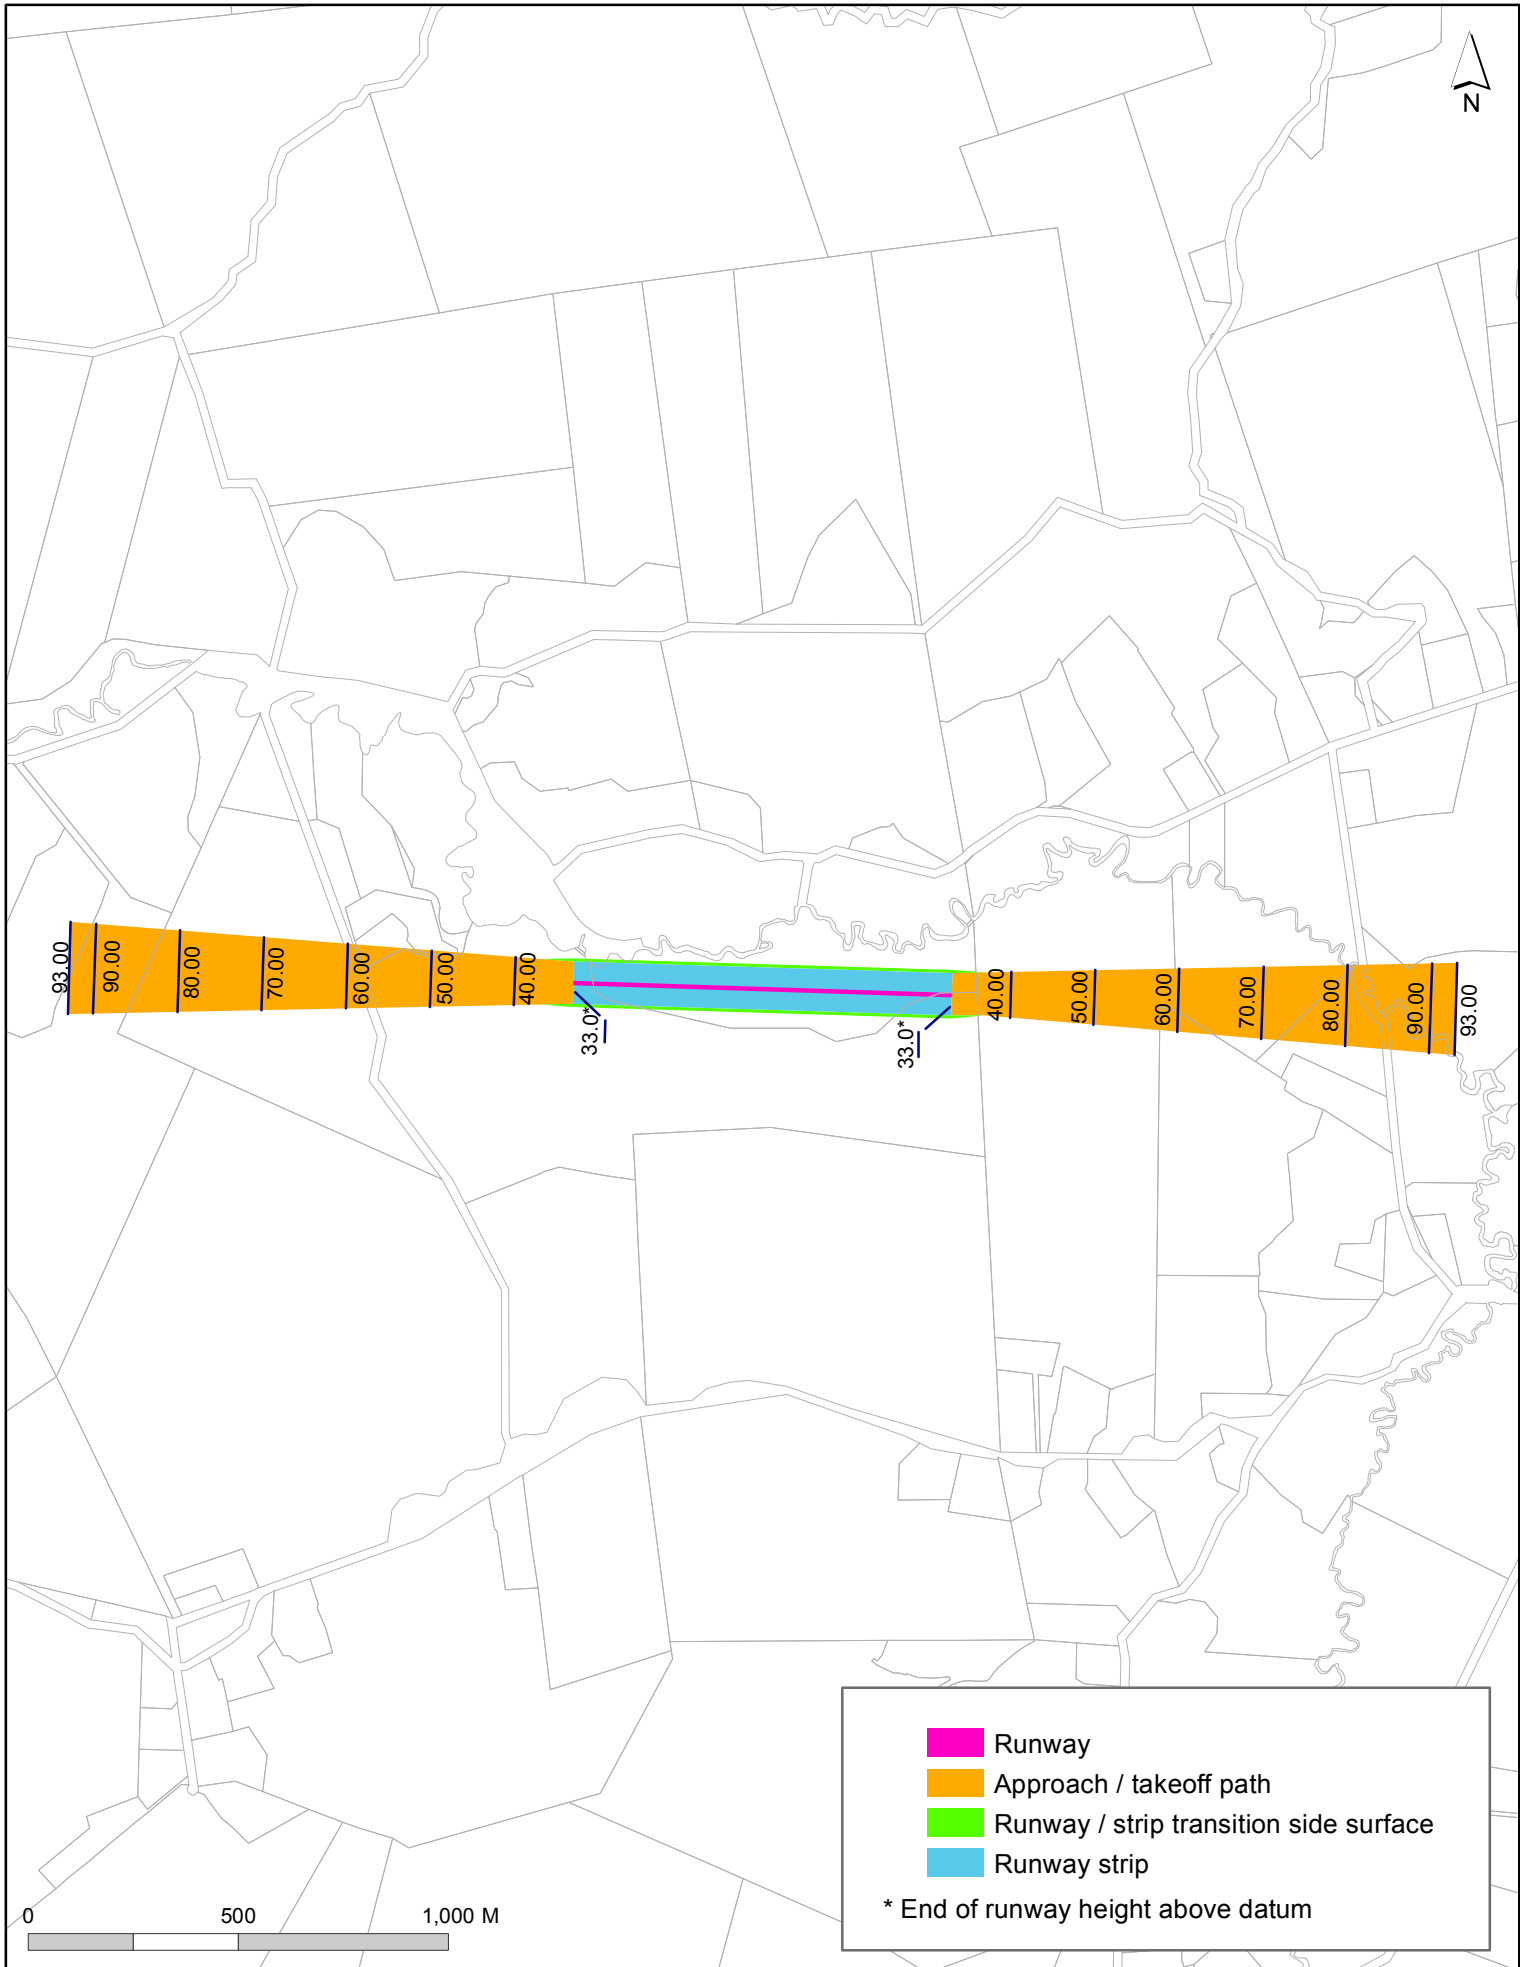 N
93.00
90.00
80.00
70.00
60.00
50.00
40.00
33.0*
33.0*
40.00
50.00
60.00
70.00
80.00
90.00
93.00
Runway
Approach / takeoff path
Runway / strip transition side surface
Runway strip
* End of runway height above datum
0 500 1,000 M